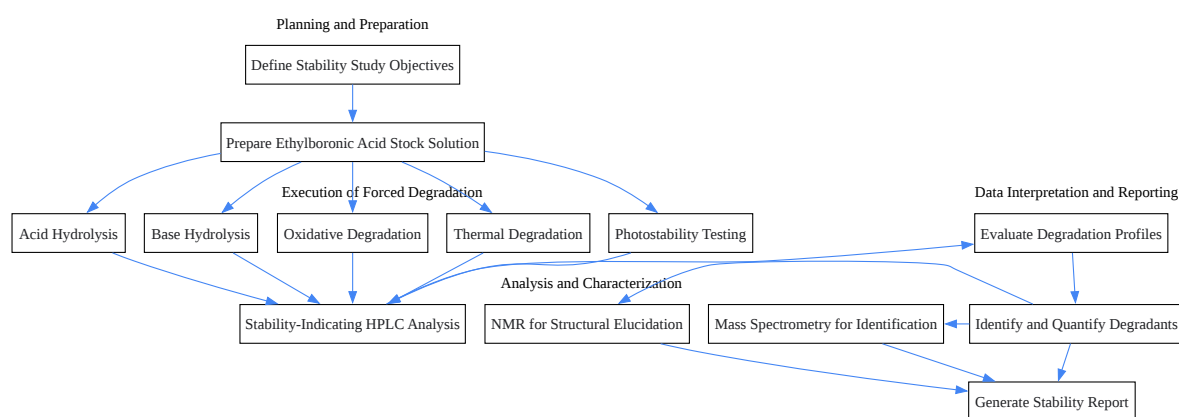 Planning and Preparation
Define Stability Study Objectives
Prepare Ethylboronic Acid Stock Solution
Execution of Forced Degradation
Data Interpretation and Reporting
Acid Hydrolysis
Base Hydrolysis
Oxidative Degradation
Thermal Degradation
Photostability Testing
Evaluate Degradation Profiles
Analysis and Characterization
Stability-Indicating HPLC Analysis
NMR for Structural Elucidation
Mass Spectrometry for Identification
Identify and Quantify Degradants
Generate Stability Report